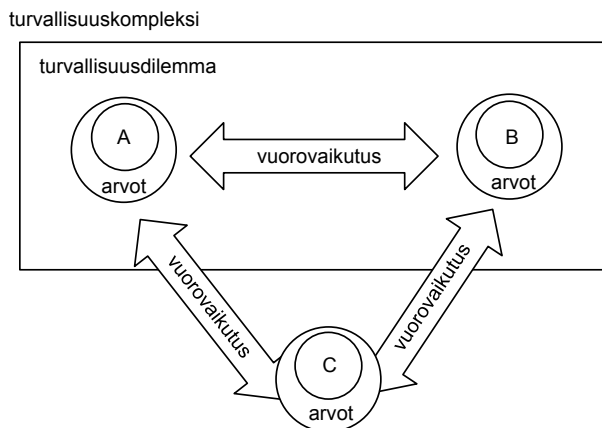 turvallisuuskompleksi
turvallisuusdilemma
A
arvot
vuorovaikutus
B
arvot
vuorovaikutus
vuorovaikutus
C
arvot